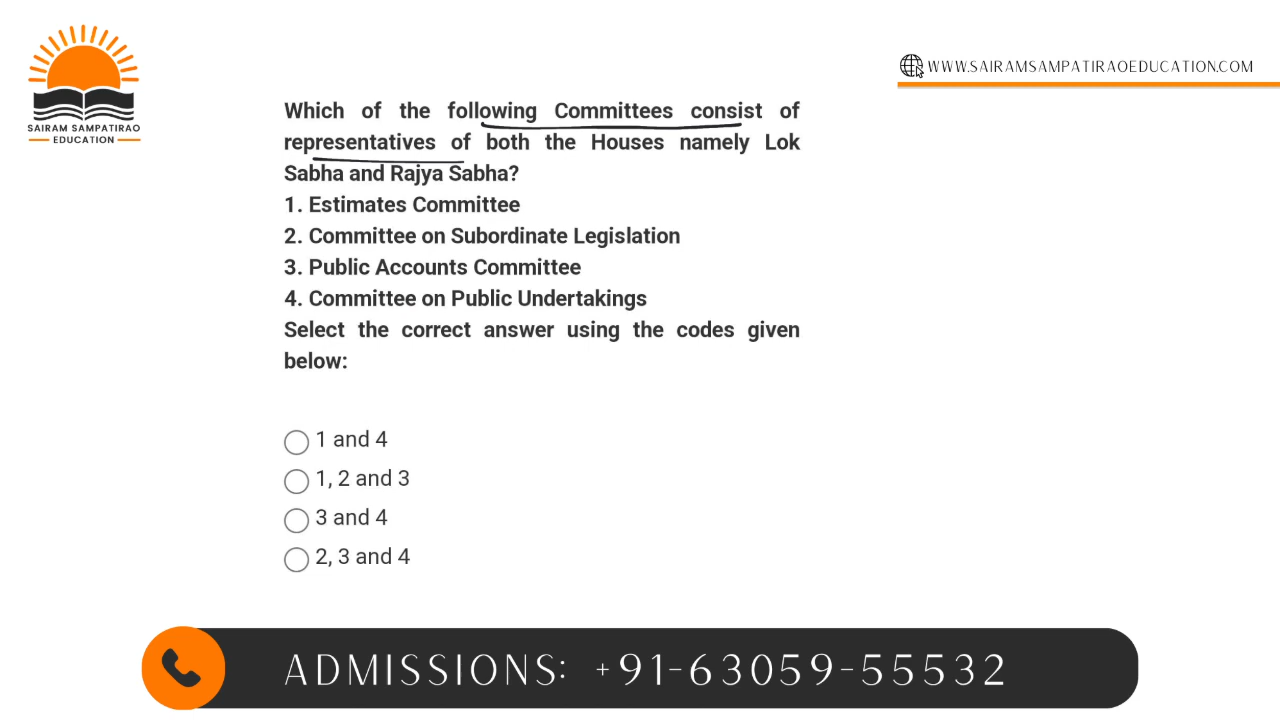 SAIRAM SAMPATIRAO
EDUCATION
WWW.SAIRAMSAMPATIRAOEDUCATION.COM
Which of the following Committees consist of
representatives of both the Houses namely Lok
Sabha and Rajya Sabha?
1. Estimates Committee
2. Committee on Subordinate Legislation
3. Public Accounts Committee
4. Committee on Public Undertakings
Select the correct answer using the codes given
below:
1 and 4
1, 2 and 3
3 and 4
2, 3 and 4
ADMISSIONS: +91-63059-55532